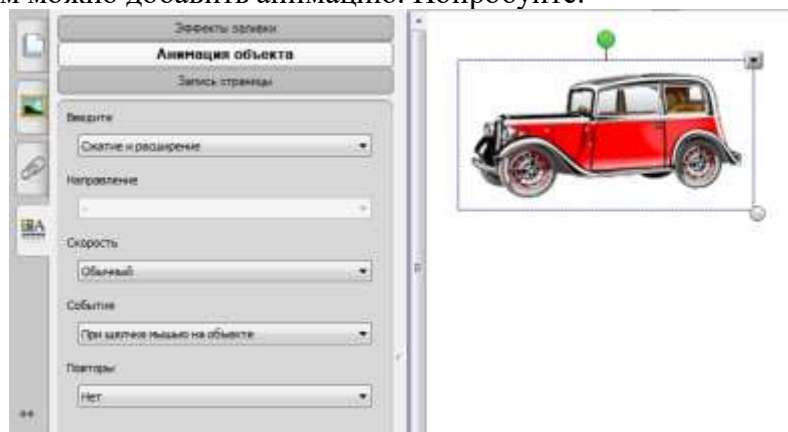 м можно добавить анимацию. Попробуйте.
Эффекты заливки
Анимация объекта
Запись страницы
Введите
Сжатие и расширение
Направление
Скорость
Обычный
Событие
При щелчке мышью на объекте
Повторы
Нет